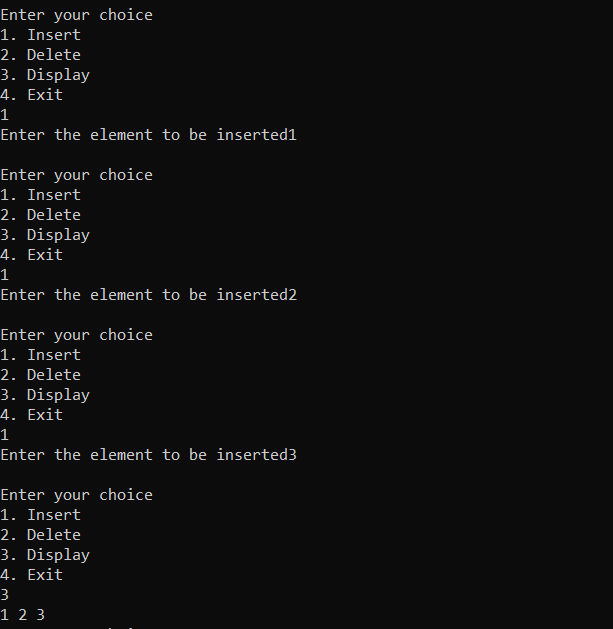 Enter your choice
1. Insert
2. Delete
3. Display
4. Exit
1
Enter the element to be inserted1
Enter your choice
1. Insert
2. Delete
3. Display
4. Exit
1
Enter the element to be inserted2
Enter your choice
1. Insert
2. Delete
3. Display
4. Exit
1
Enter the element to be inserted3
Enter your choice
1. Insert
2. Delete
3. Display
4. Exit
3
1 2 3